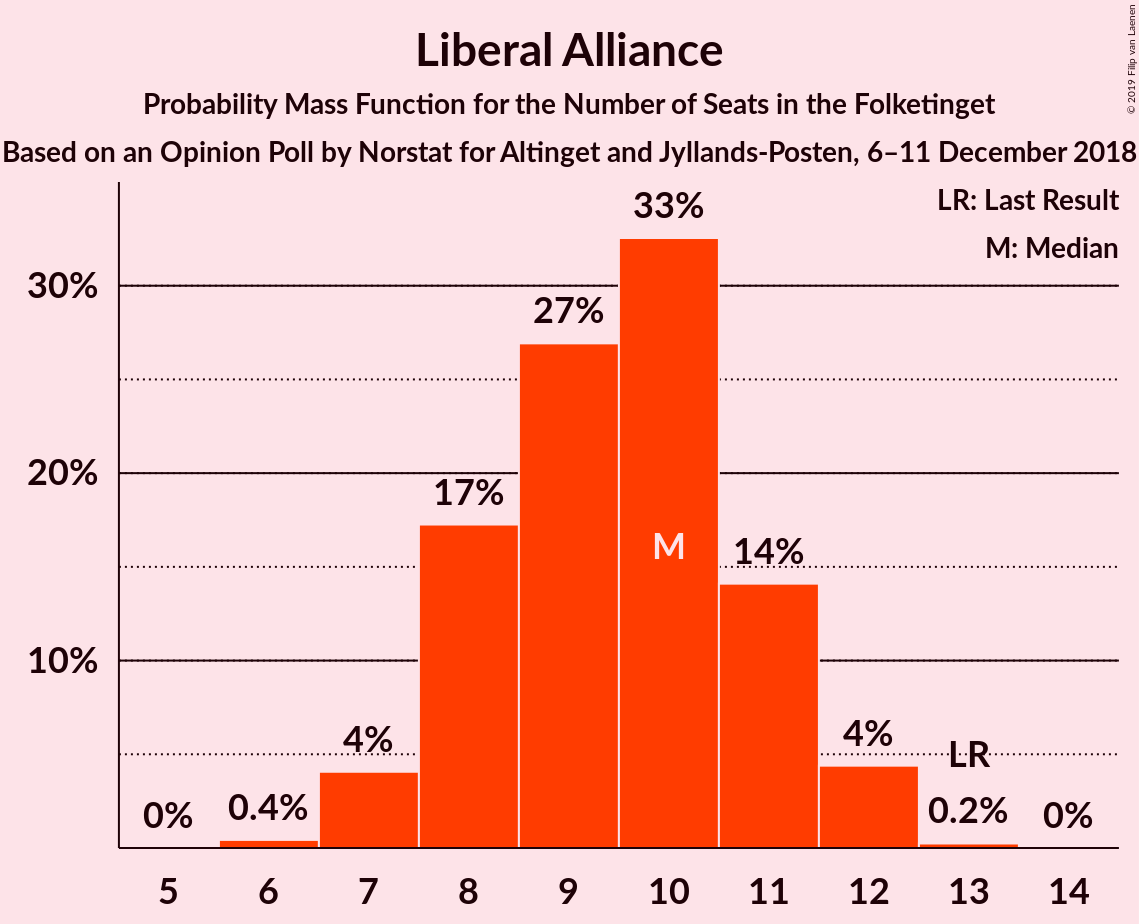 Liberal Alliance
Probability Mass Function for the Number of Seats in the Folketinget
Based on an Opinion Poll by Norstat for Altinget and Jyllands-Posten, 6–11 December 2018
© 2019 Filip van Laenen
LR: Last Result
M: Median
30%
20%
10%
0%
0.4%
4%
17%
27%
33%
M
14%
4%
LR
0.2%
0%
5 6 7 8 9 10 11 12 13 14